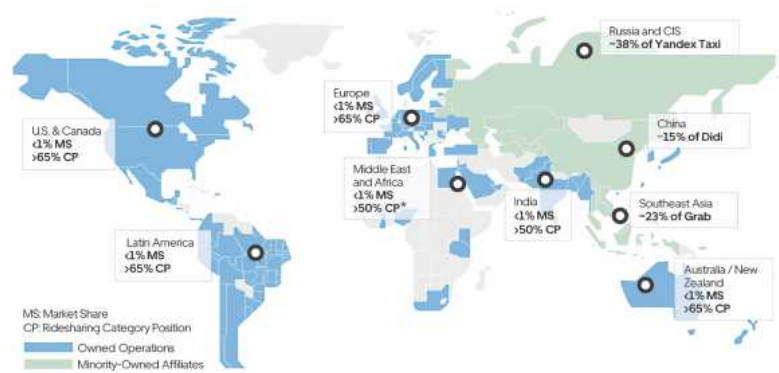 Russia and CIS
~38% of Yandex Taxi
Europe
<1% MS
>65% CP
U.S. & Canada
<1% MS
>65% CP
China
~15% of Didi
Middle East
and Africa
<1% MS
>50% CP*
India
<1% MS
>50% CP
Southeast Asia
~23% of Grab
Latin America
<1% MS
>65% CP
Australia / New
Zealand
<1% MS
>65% CP
MS: Market Share
CP: Ridesharing Category Position
Owned Operations
Minority-Owned Affiliates